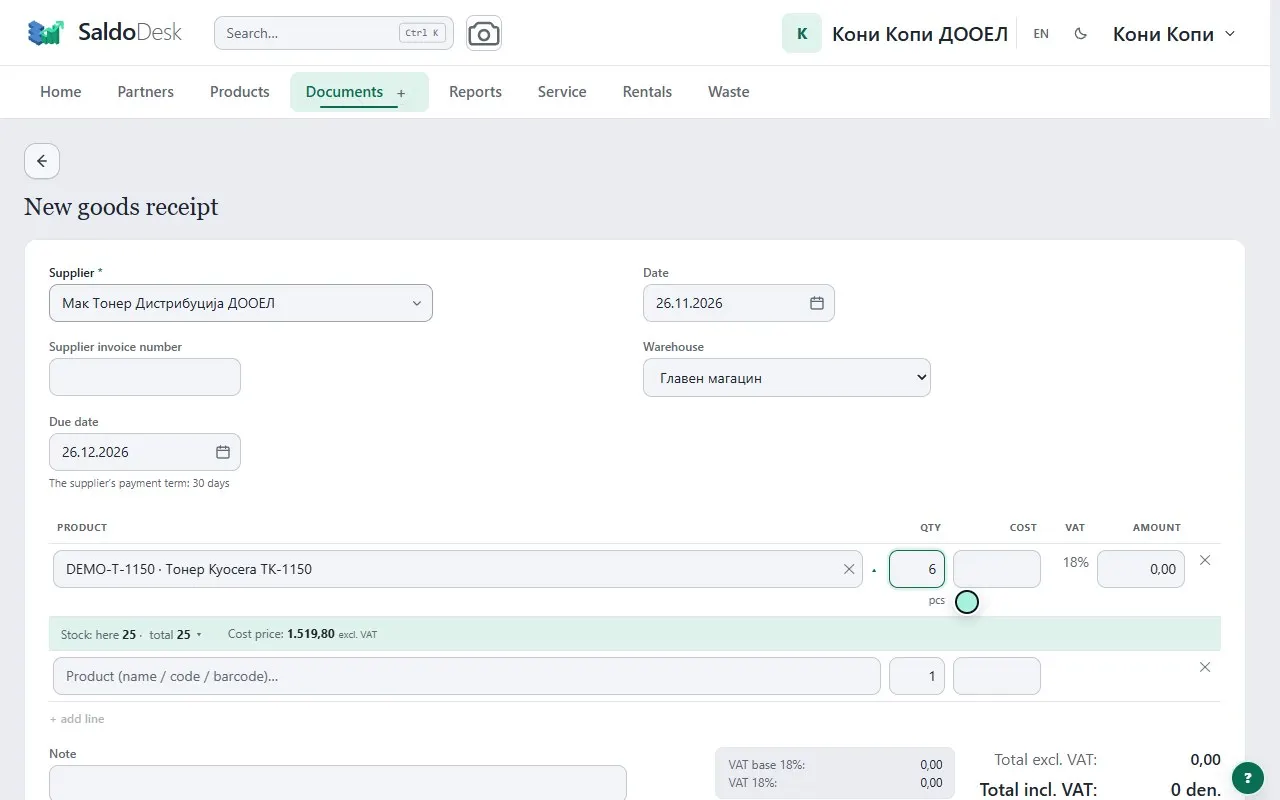 SaldoDesk
Search... Ctrl K
K Кони Копи ДООЕЛ EN Кони Копи
Home Partners Products Documents + Reports Service Rentals Waste
New goods receipt
Supplier * Date
Мак Тонер Дистрибуција ДООЕЛ 26.11.2026
Supplier invoice number Warehouse
Главен магацин
Due date
26.12.2026
The supplier's payment term: 30 days
PRODUCT QTY COST VAT AMOUNT
DEMO-T-1150 · Тонер Kyocera TK-1150 6 18% 0,00
pcs
Stock: here 25 · total 25 Cost price: 1.519,80 excl. VAT
Product (name / code / barcode)... 1
+ add line
Note
VAT base 18%: 0,00 Total excl. VAT: 0,00
VAT 18%: 0,00 Total incl. VAT: 0 den.
?